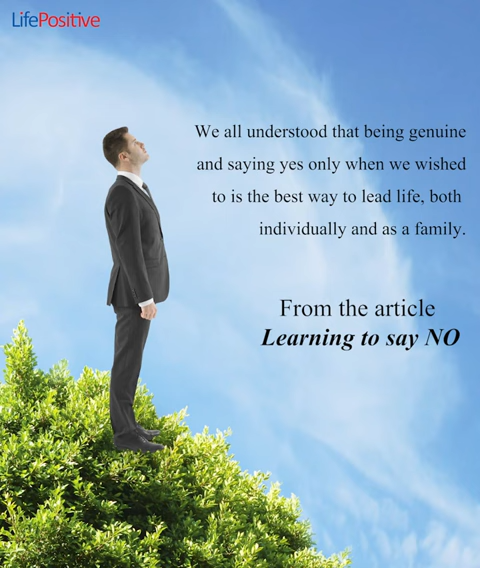 LifePositive
We all understood that being genuine
and saying yes only when we wished
to is the best way to lead life, both
individually and as a family.
From the article
Learning to say NO